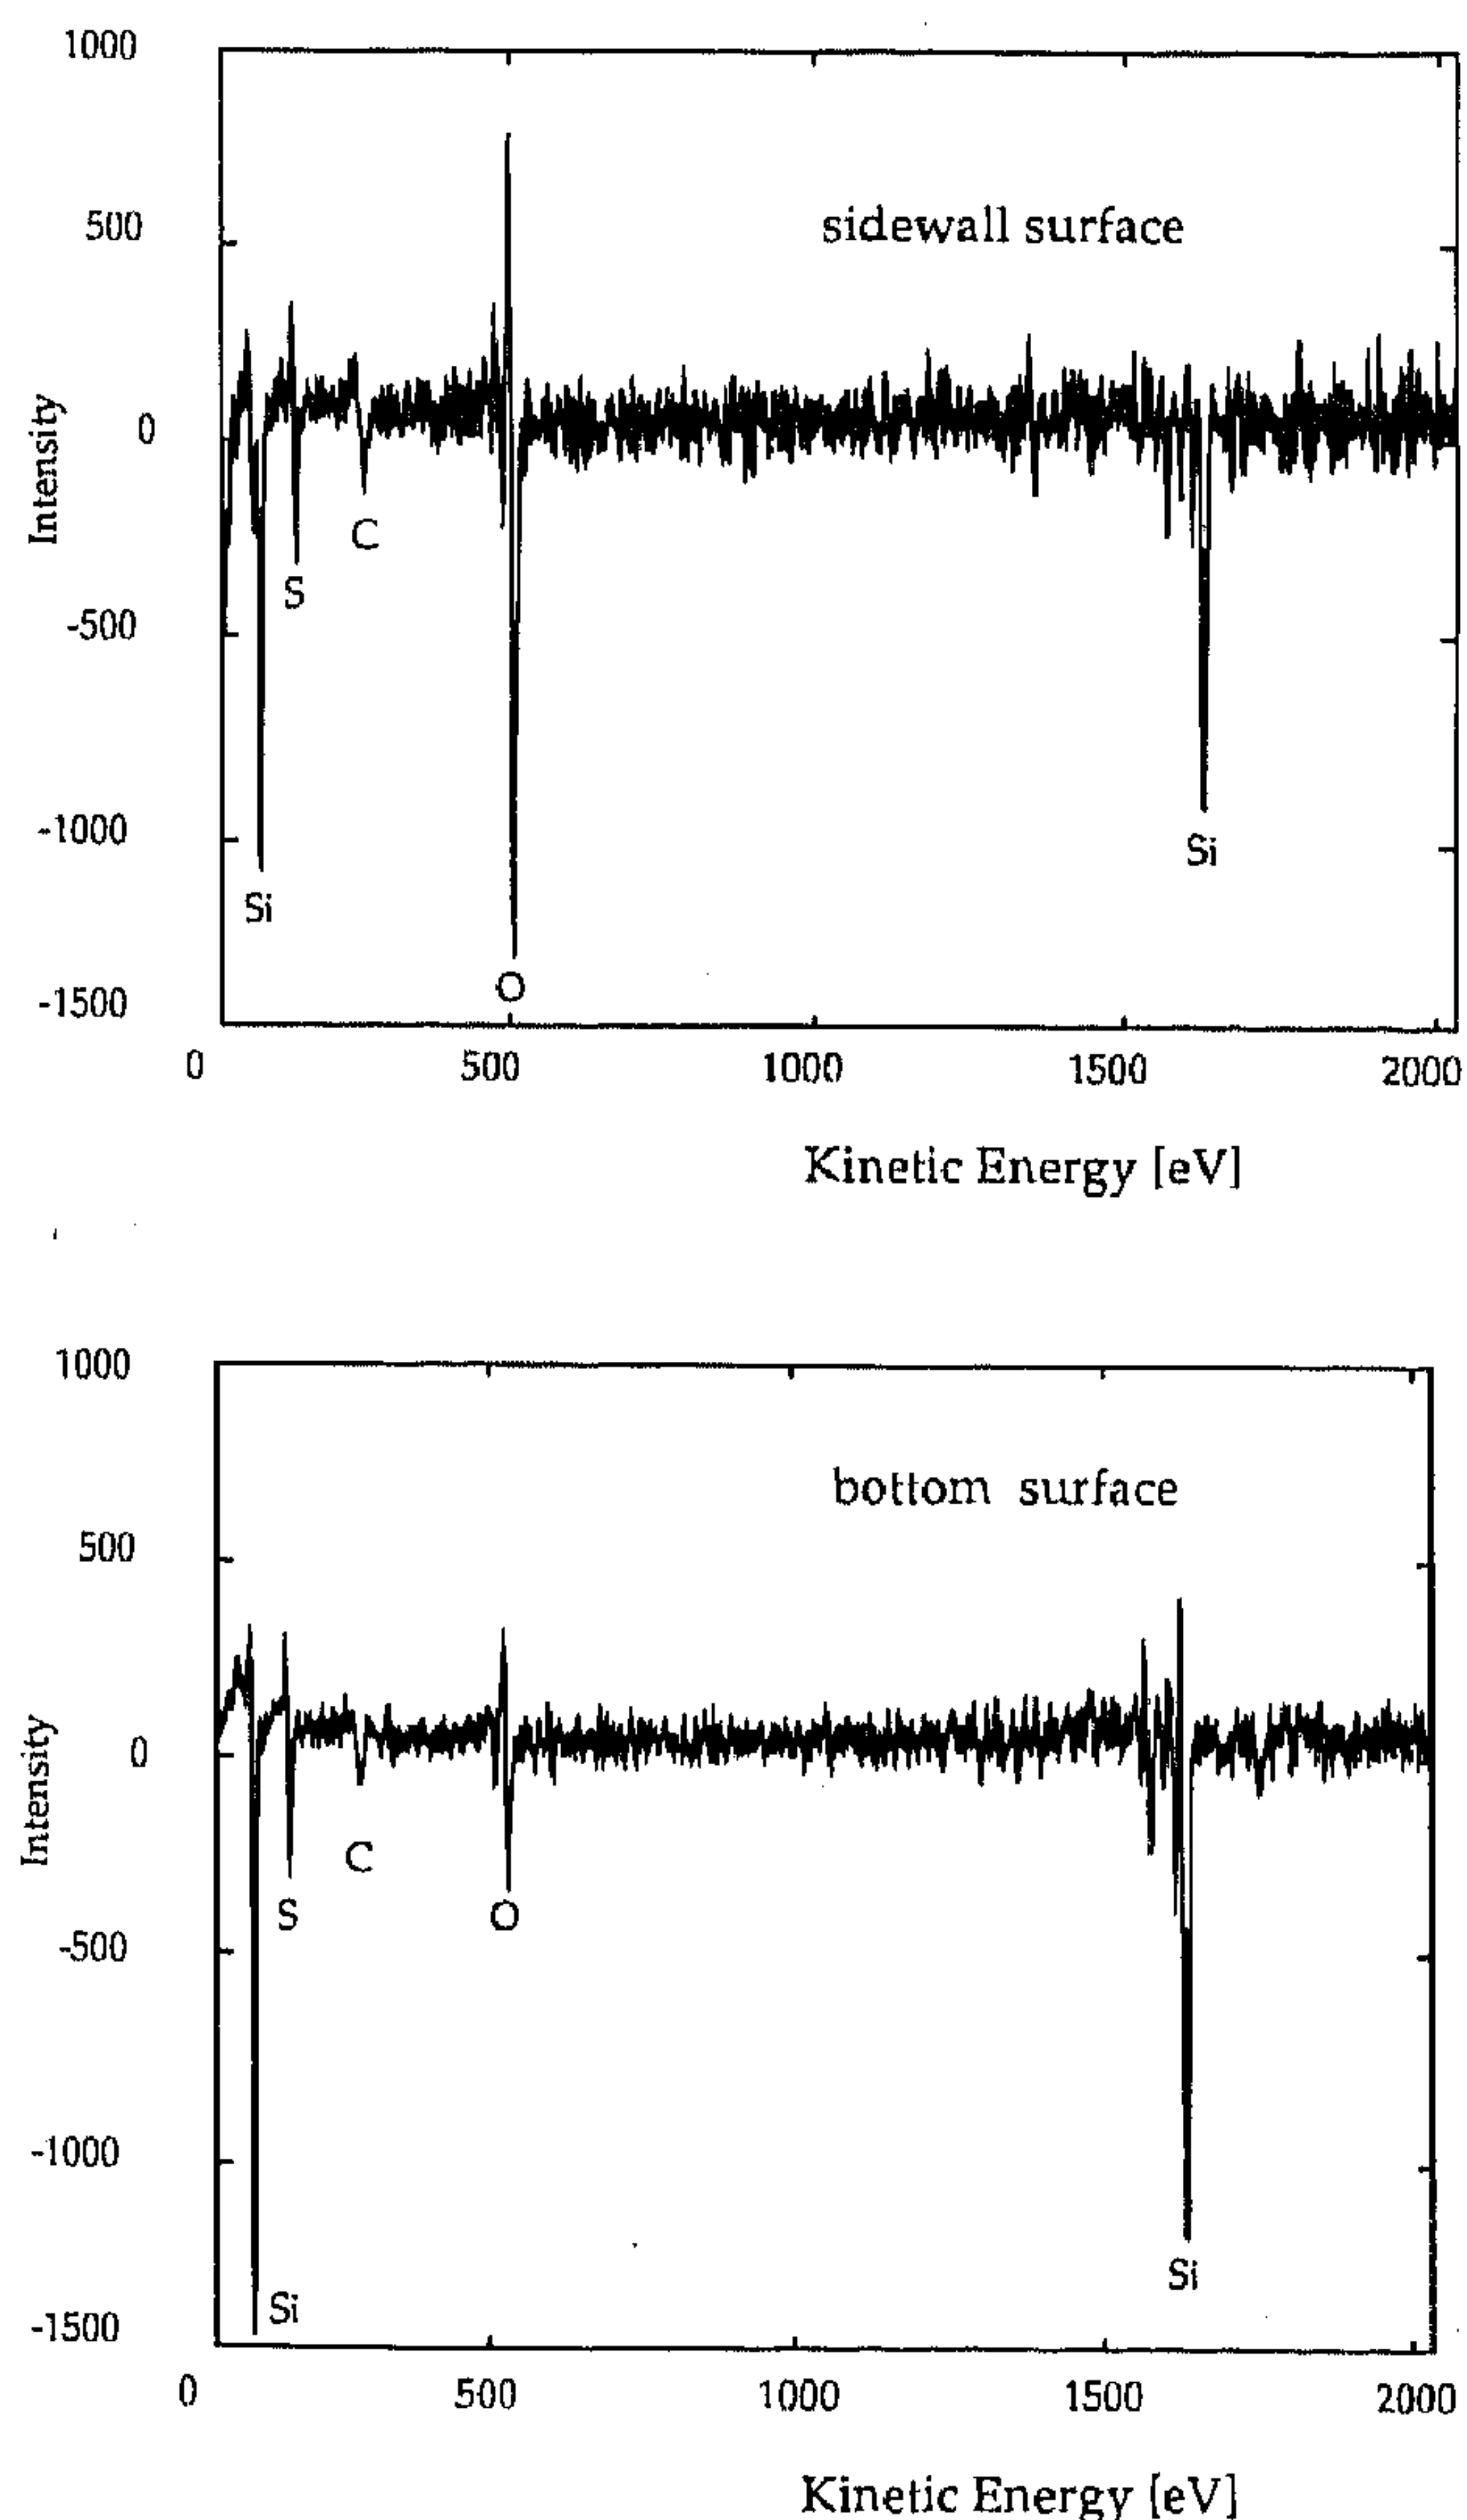 1000
500
sidewall surface
Intensity
0
C
S
-500
-1000
Si
Si
O
-1500
0 500 1000 1500 2000
Kinetic Energy [eV]
1000
bottom surface
500
Intensity
0
C
S
O
-500
-1000
Si
Si
-1500
0 500 1000 1500 2000
Kinetic Energy [eV]